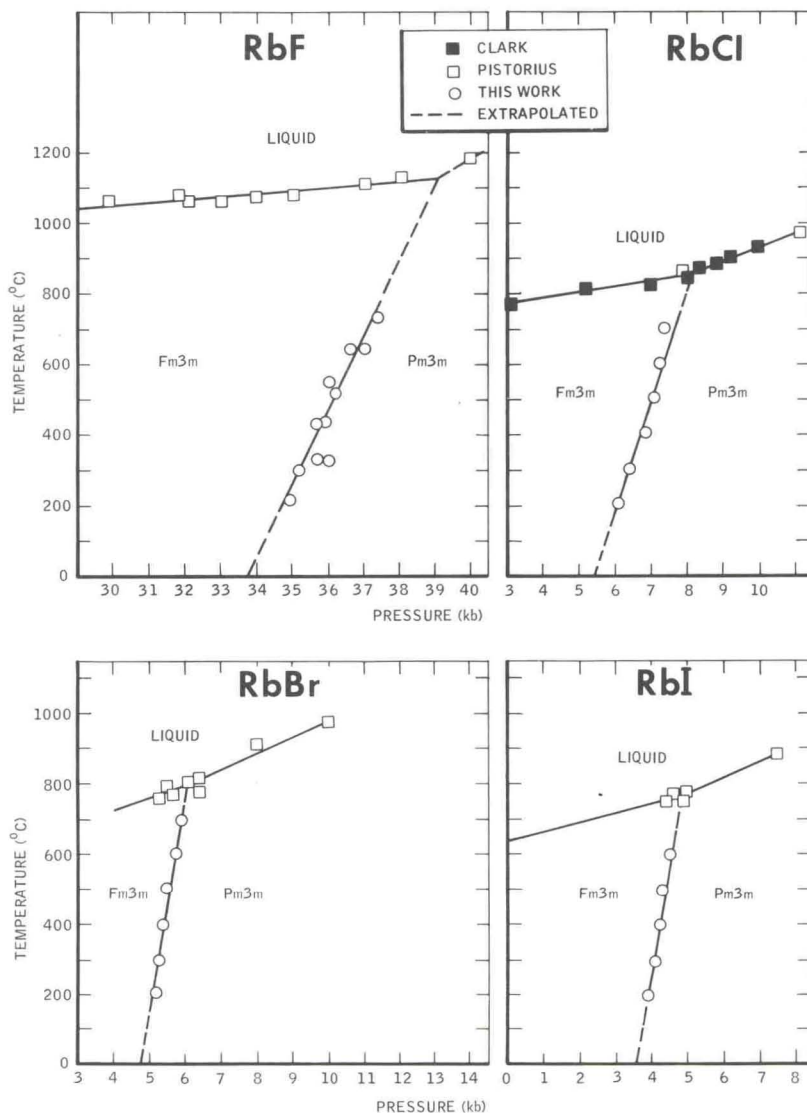 RbF
RbCl
CLARK
PISTORIUS
THIS WORK
EXTRAPOLATED
LIQUID
LIQUID
Fm3m
Pm3m
Fm3m
Pm3m
TEMPERATURE (°C)
1200
1000
800
600
400
200
0
30 31 32 33 34 35 36 37 38 39 40
3 4 5 6 7 8 9 10
PRESSURE (kb)
PRESSURE (kb)
RbBr
RbI
LIQUID
LIQUID
Fm3m
Pm3m
Fm3m
Pm3m
TEMPERATURE (°C)
1000
800
600
400
200
0
3 4 5 6 7 8 9 10 11 12 13 14
0 1 2 3 4 5 6 7 8
PRESSURE (kb)
PRESSURE (kb)